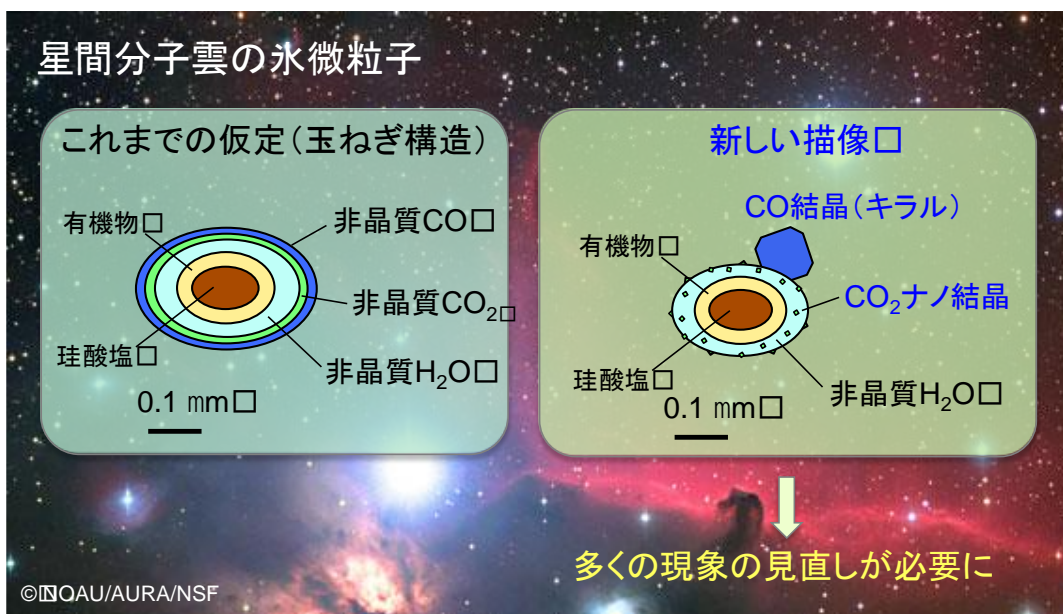 星間分子雲の氷微粒子
これまでの仮定（玉ねぎ構造）
有機物□
非晶質CO□
非晶質CO₂□
珪酸塩□
非晶質H₂O□
0.1 mm□
新しい描像□
CO結晶（キラル）
有機物□
CO₂ナノ結晶
珪酸塩□
非晶質H₂O□
0.1 mm□
多くの現象の見直しが必要に
©NOAU/AURA/NSF